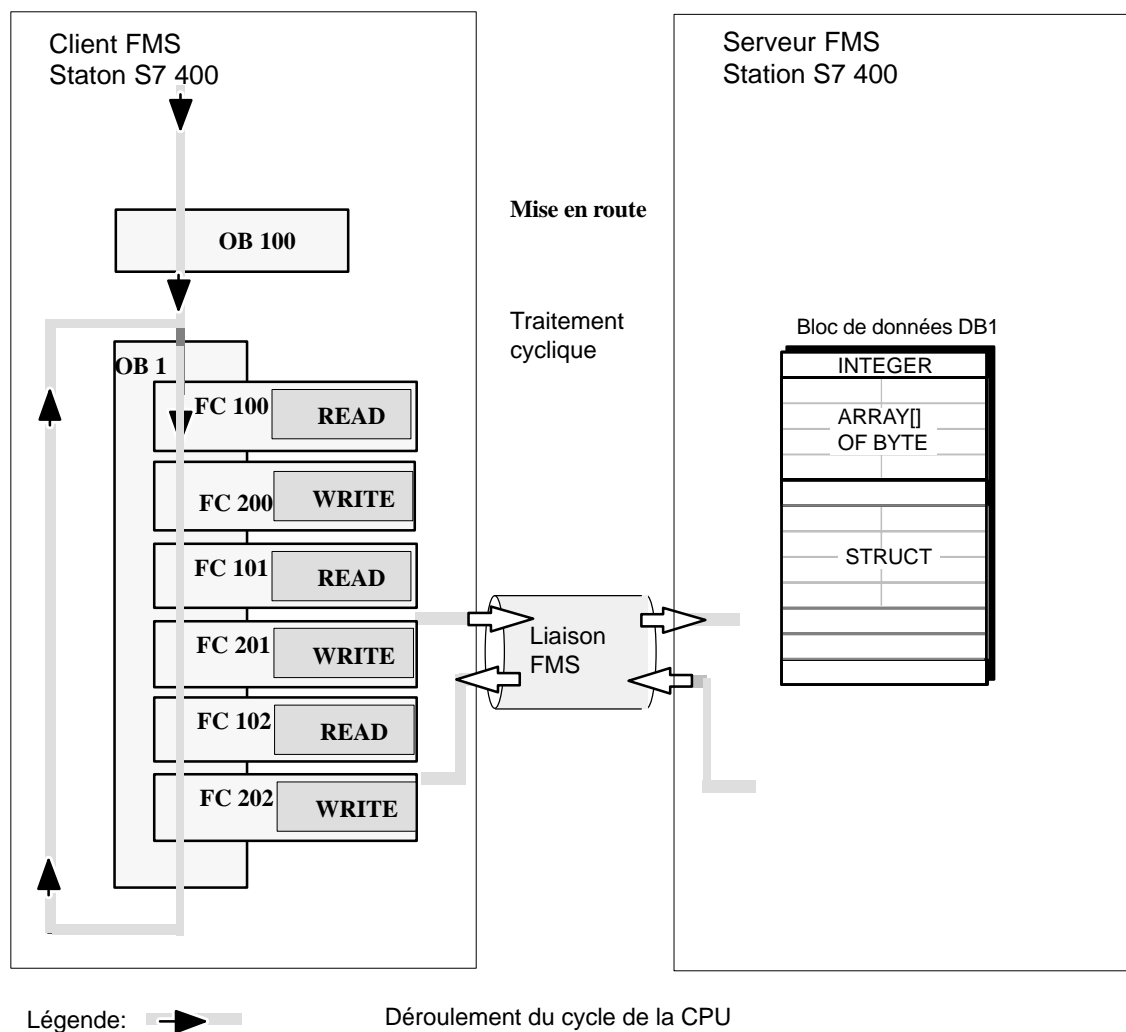 Client FMS
Staton S7 400
Serveur FMS
Station S7 400
Mise en route
OB 100
Traitement
cyclique
Bloc de données DB1
OB 1
INTEGER
FC 100
READ
ARRAY[]
OF BYTE
FC 200
WRITE
FC 101
READ
STRUCT
FC 201
WRITE
Liaison
FMS
FC 102
READ
FC 202
WRITE
Légende:
Déroulement du cycle de la CPU